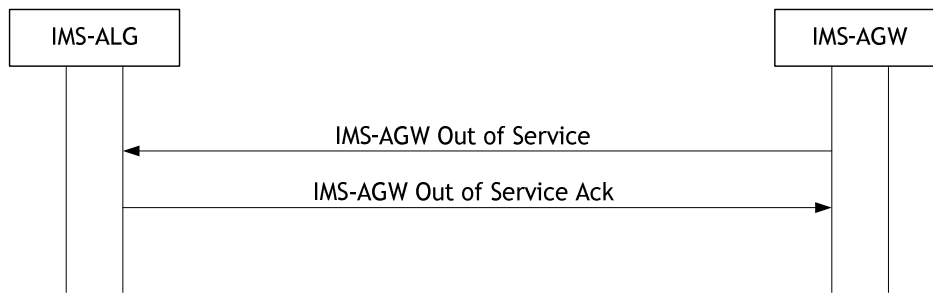 IMS-ALG
IMS-AGW
IMS-AGW Out of Service
IMS-AGW Out of Service Ack